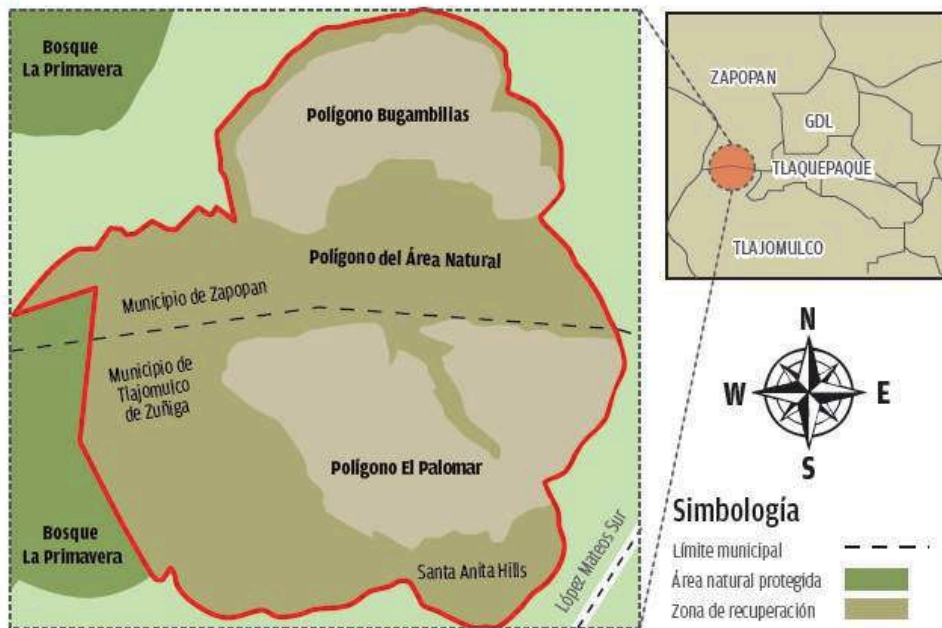 Bosque
La Primavera
Polígono Bugambilias
Polígono del Área Natural
Municipio de Zapopan
Municipio de
Tlajomulco
de Zuñiga
Polígono El Palomar
Bosque
La Primavera
Santa Anita Hills
López Mateos Sur
ZAPOPAN
GDL
TLAQUEPAQUE
TLAJOMULCO
N
W
E
S
Simbología
Límite municipal
Área natural protegida
Zona de recuperación